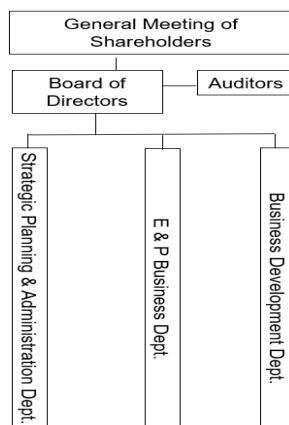 General Meeting of
Shareholders
Board of
Directors
Auditors
Strategic Planning & Administration Dept.
E & P Business Dept.
Business Development Dept.